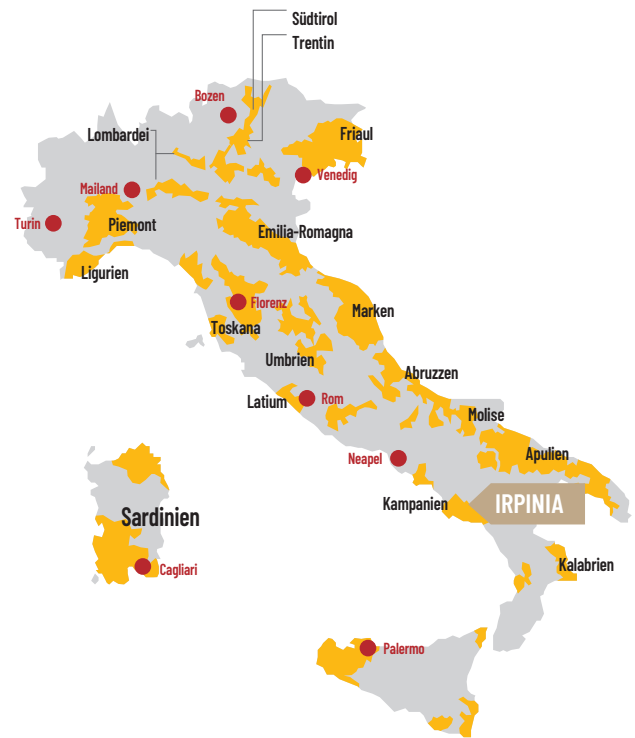 Südtirol
Trentin
Bozen
Lombardei
Friaul
Venedig
Mailand
Turin
Piemont
Emilia-Romagna
Ligurien
Florenz
Marken
Toskana
Umbrien
Abruzzen
Latium
Rom
Molise
Neapel
Apulien
Kampanien
IRPINIA
Sardinien
Kalabrien
Cagliari
Palermo